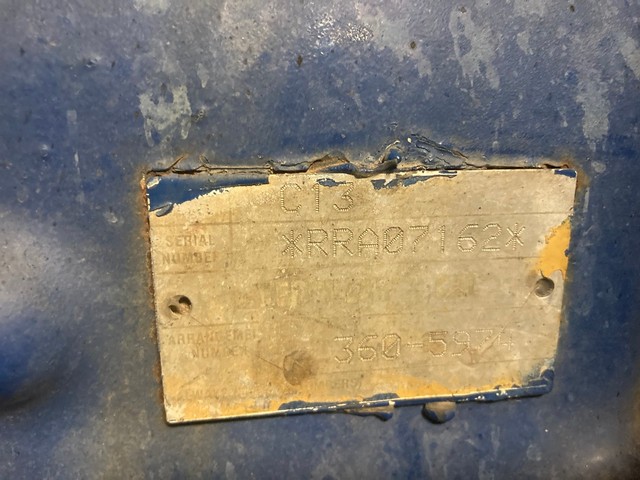 C13
SERIAL
NUMBER
*RRA07162*
ARRANGEMENT
NUMBER
360-5974